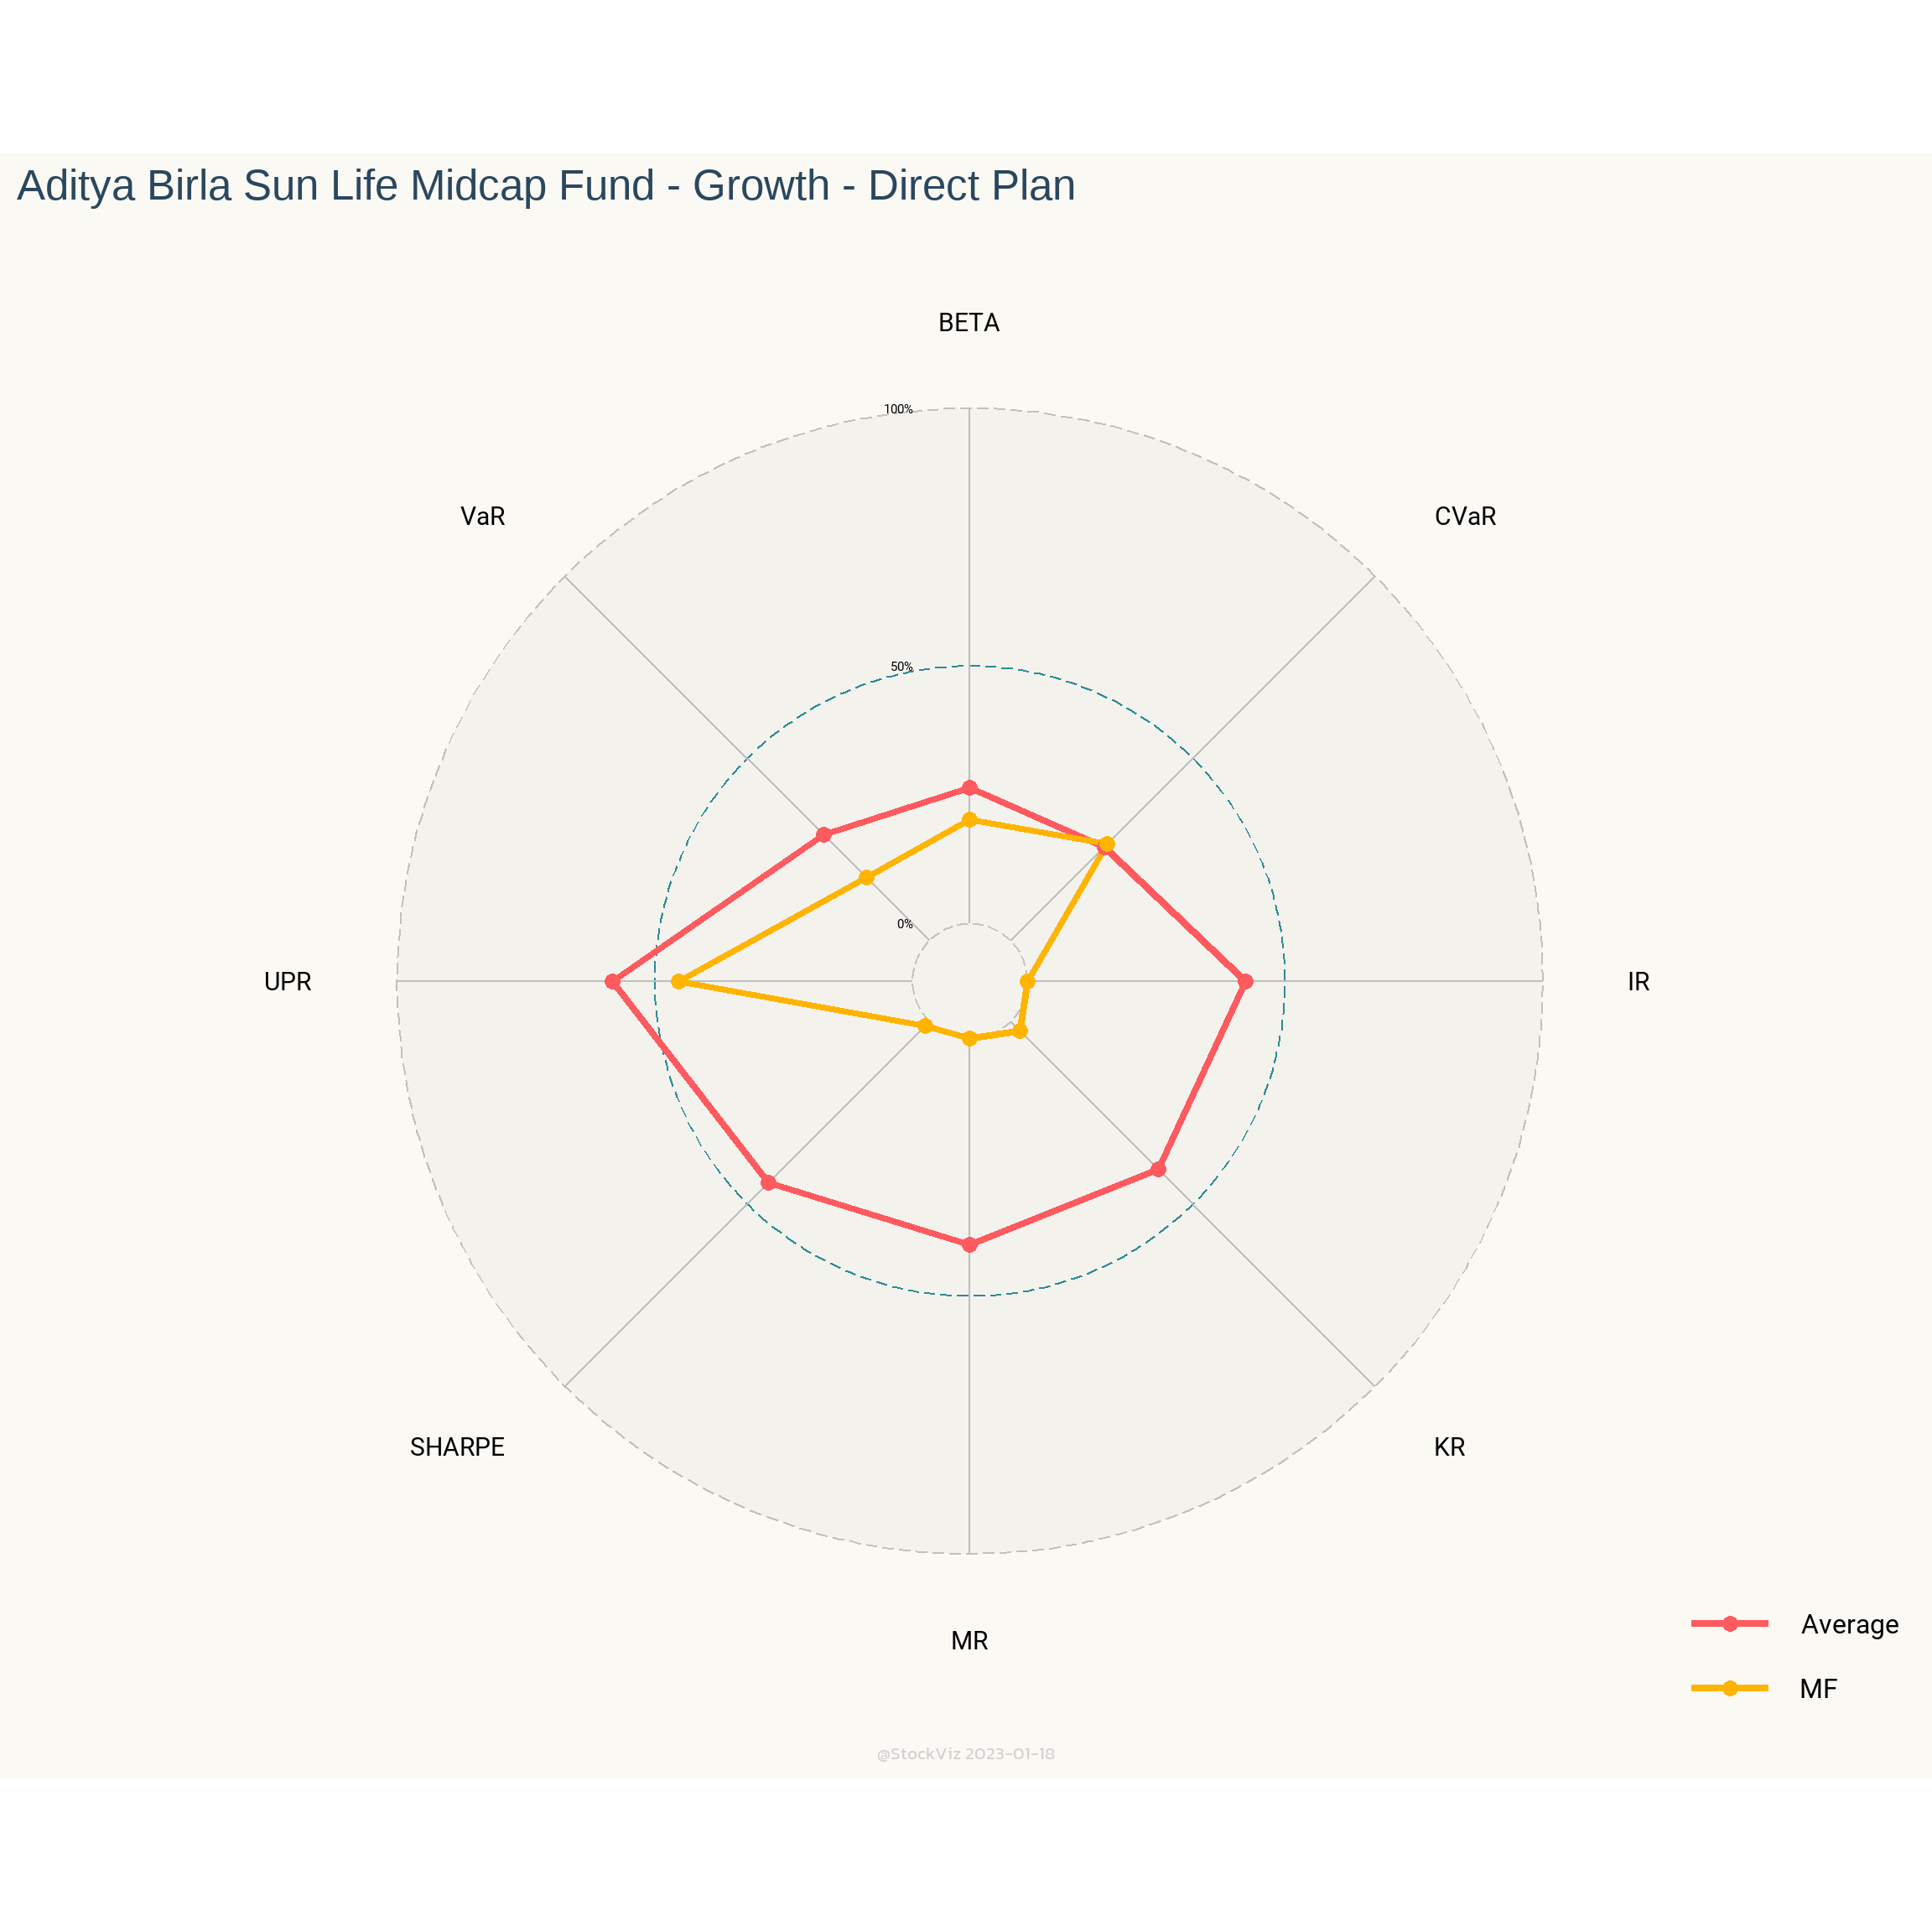 Aditya Birla Sun Life Midcap Fund - Growth - Direct Plan
BETA
100%
VaR
CVaR
50%
0%
UPR
IR
SHARPE
KR
MR
Average
MF
@StockViz 2023-01-18